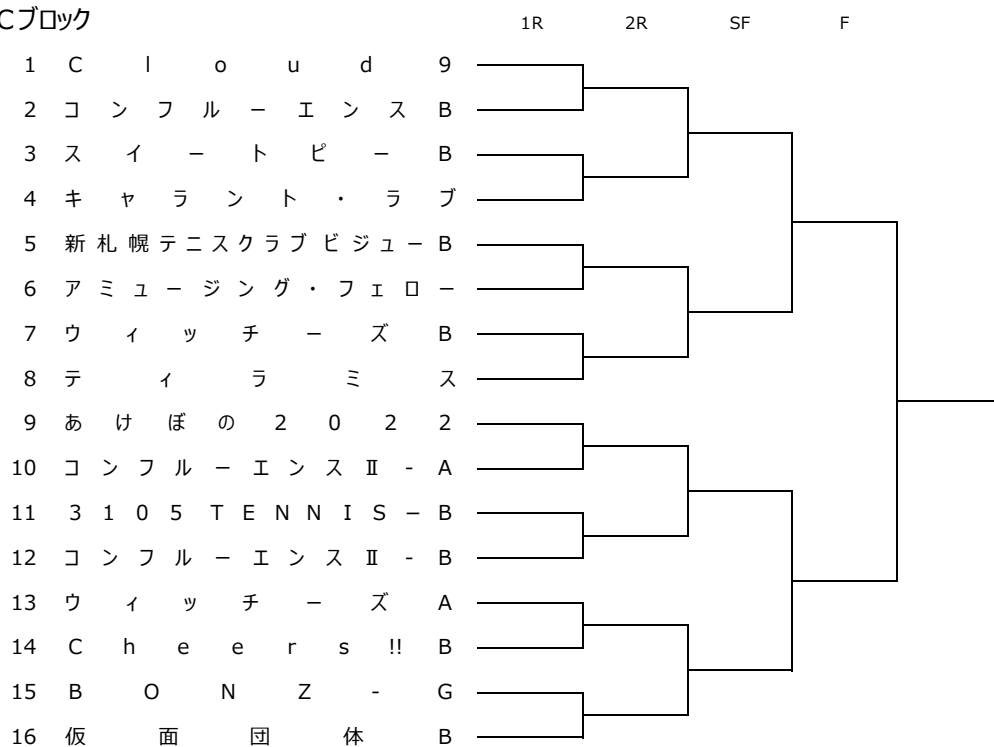 Cブロック
1R 2R SF F
1 Cloud9
2 コンフルーエンスB
3 スイートピーB
4 キャラント・ラブ
5 新札幌テニスクラブビジューB
6 アミュージング・フェロー
7 ウィッチーズB
8 ティラミス
9 あけぼの2022
10 コンフルーエンスⅡ-A
11 3105TENNIS−B
12 コンフルーエンスⅡ-B
13 ウィッチーズA
14 Cheers!!B
15 BONZ-G
16 仮面団体B